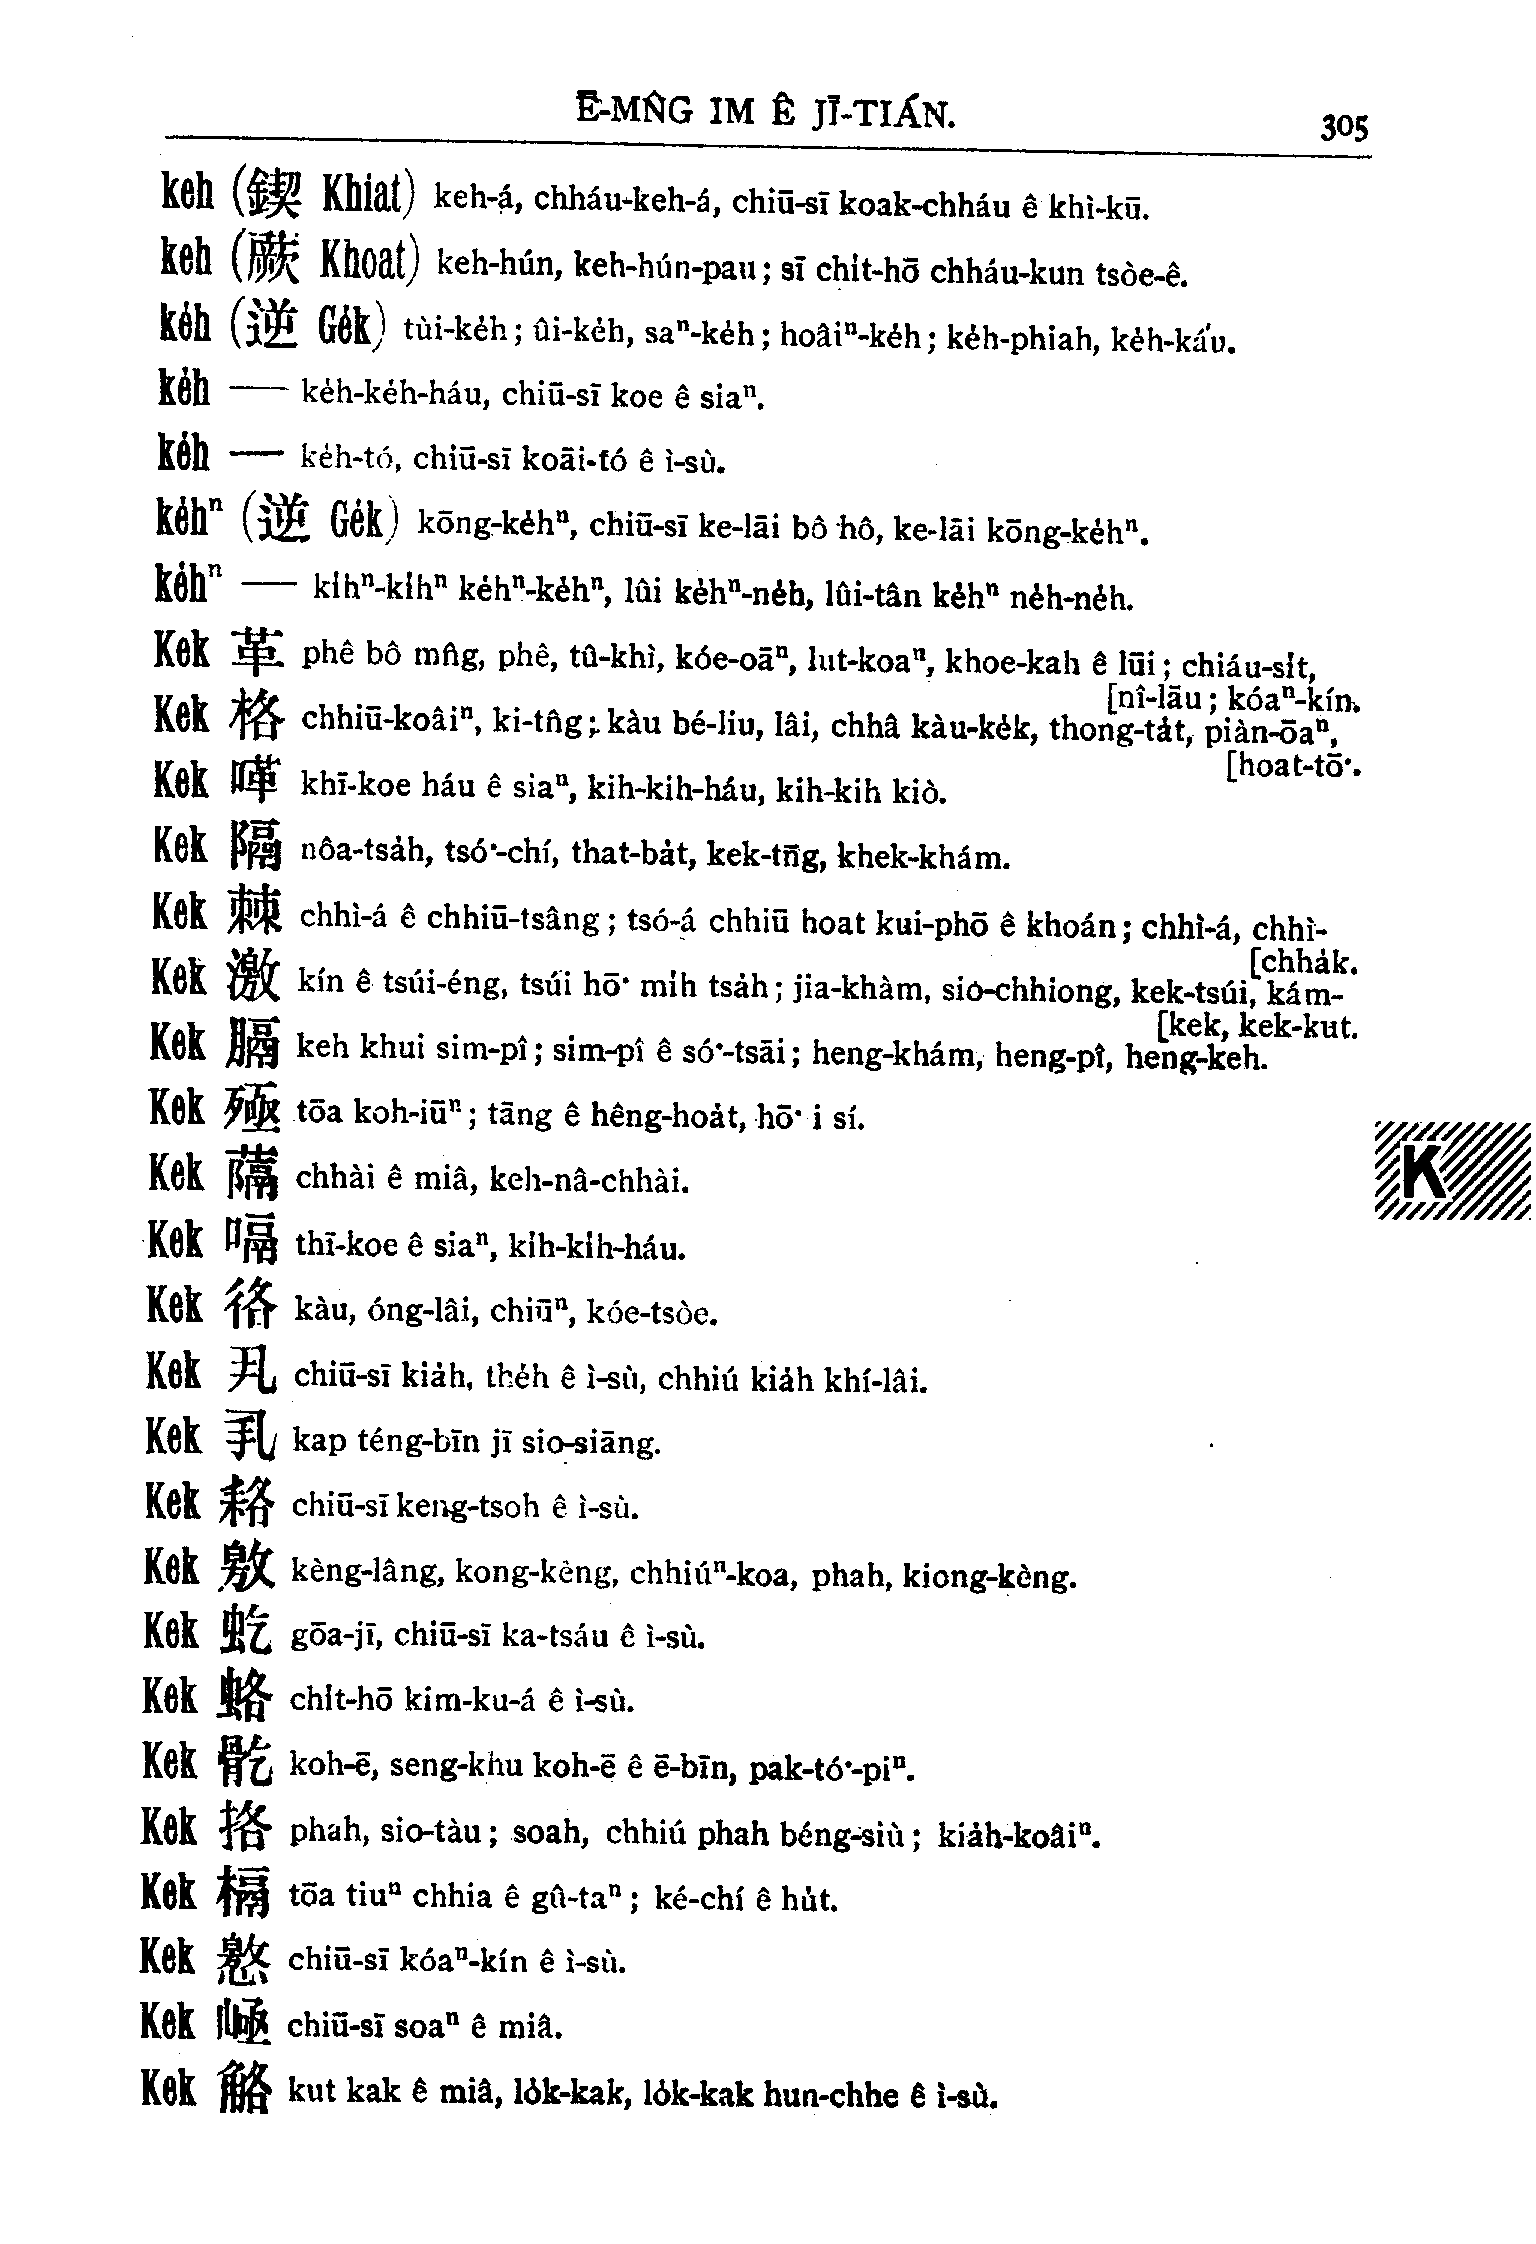 Ē-MN̂G IM Ê JĪ-TIÁN.
305
keh (鍥 Khiat) keh-á, chháu-keh-á, chiū-sī koak-chháu ê khì-kū.
keh (蕨 Khoat) keh-hún, keh-hún-pau; sī chi̍t-hō chháu-kun tsòe-ê.
ke̍h (逆 Ge̍k) tùi-ke̍h; ûi-ke̍h, saⁿ-ke̍h; hoâiⁿ-ke̍h; ke̍h-phiah, ke̍h-káu.
ke̍h — ke̍h-ke̍h-háu, chiū-sī koe ê siaⁿ.
ke̍h — ke̍h-tó, chiū-sī koāi-tó ê ì-sù.
ke̍hⁿ (逆 Ge̍k) kōng-ke̍hⁿ, chiū-sī ke-lāi bô hô, ke-lāi kōng-ke̍hⁿ.
ke̍hⁿ — ki̍hⁿ-ki̍hⁿ ke̍hⁿ-ke̍hⁿ, lûi ke̍hⁿ-ne̍h, lûi-tân ke̍hⁿ ne̍h-ne̍h.
Kek 革 phê bô mn̂g, phê, tû-khì, kóe-oāⁿ, lut-koaⁿ, khoe-kah ê lūi; chiáu-si̍t,
[nî-lāu; kóaⁿ-kín.
Kek 格 chhiū-koâiⁿ, ki-tn̂g; kàu bé-liu, lâi, chhâ kàu-ke̍k, thong-ta̍t, piàn-ōaⁿ,
[hoat-tō͘.
Kek 嘩 khī-koe háu ê siaⁿ, kih-kih-háu, kih-kih kiò.
Kek 隔 nôa-tsa̍h, tsó͘-chí, that-ba̍t, kek-tn̄g, khek-khám.
Kek 棘 chhì-á ê chhiū-tsâng; tsó-á chhiū hoat kui-phō ê khoán; chhì-á, chhì-
[chha̍k.
Kek 激 kín ê tsúi-éng, tsúi hō͘ mi̍h tsa̍h; jia-khàm, sio-chhiong, kek-tsúi, kám-
[kek, kek-kut.
Kek 膈 keh khui sim-pî; sim-pî ê só͘-tsāi; heng-khám, heng-pî, heng-keh.
Kek 殛 tōa koh-iūⁿ; tāng ê hêng-hoa̍t, hō͘ i sí.
Kek 蕮 chhài ê miâ, keh-nâ-chhài.
Kek 嗝 thī-koe ê siaⁿ, ki̍h-ki̍h-háu.
Kek 挌 kàu, óng-lâi, chiūⁿ, kóe-tsòe.
Kek 丮 chiū-sī kia̍h, the̍h ê ì-sù, chhiú kia̍h khí-lâi.
Kek kap téng-bīn jī sio-siāng.
Kek 耠 chiū-sī keng-tsoh ê ì-sù.
Kek 敫 kèng-lâng, kong-kèng, chhiúⁿ-koa, phah, kiong-kèng.
Kek 虼 gōa-jī, chiū-sī ka-tsáu ê ì-sù.
Kek 蛒 chi̍t-hō kim-ku-á ê ì-sù.
Kek 骼 koh-ē, seng-khu koh-ē ê ē-bīn, pak-tó͘-piⁿ.
Kek 挌 phah, sio-tàu; soah, chhiú phah béng-siù; kia̍h-koâiⁿ.
Kek 槅 tōa tiuⁿ chhia ê gû-taⁿ; ké-chí ê hu̍t.
Kek 憿 chiū-sī kóaⁿ-kín ê ì-sù.
Kek chiū-sī soaⁿ ê miâ.
Kek 觡 kut kak ê miâ, lo̍k-kak, lo̍k-kak hun-chhe ê ì-sù.
K